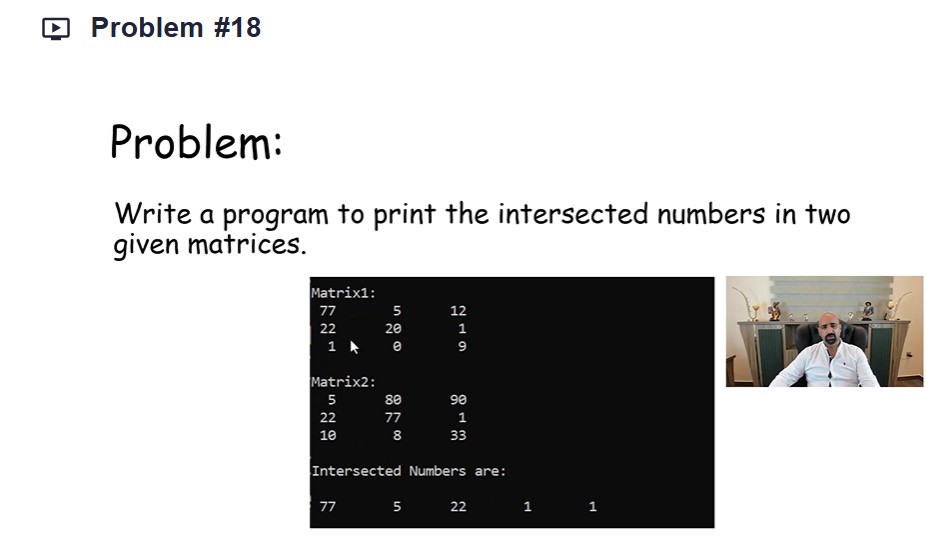 Problem #18
Problem:
Write a program to print the intersected numbers in two
given matrices.
Matrix1:
77 5 12
22 20 1
1 0 9
Matrix2:
5 80 90
22 77 1
10 8 33
Intersected Numbers are:
77 5 22 1 1